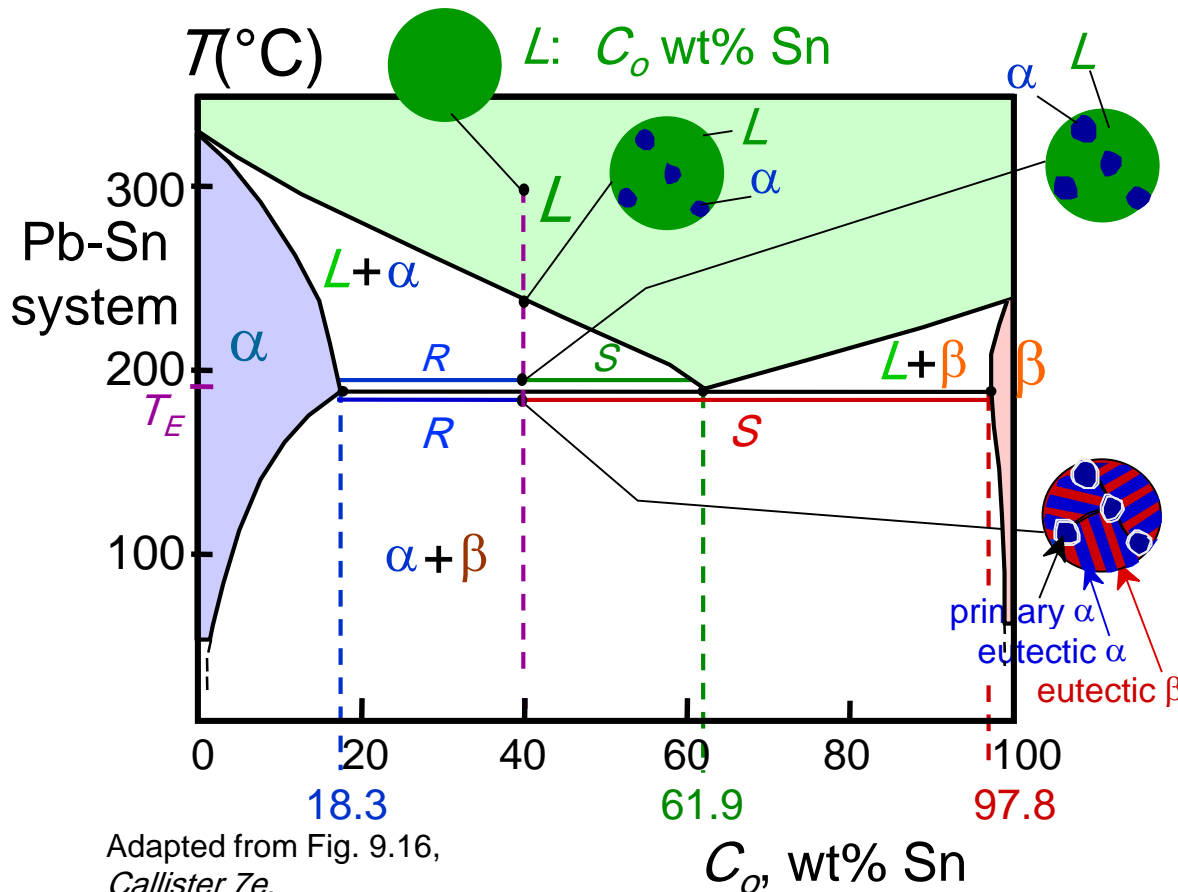 T(°C)
L: Cₒ wt% Sn
α
L
L
α
300
L
Pb-Sn
system
L+α
α
200
R
S
L+β
β
T_E
R
S
100
α+β
primary α
eutectic α
eutectic β
0
20
40
60
80
100
18.3
61.9
97.8
Adapted from Fig. 9.16,
Callister 7e.
Cₒ, wt% Sn